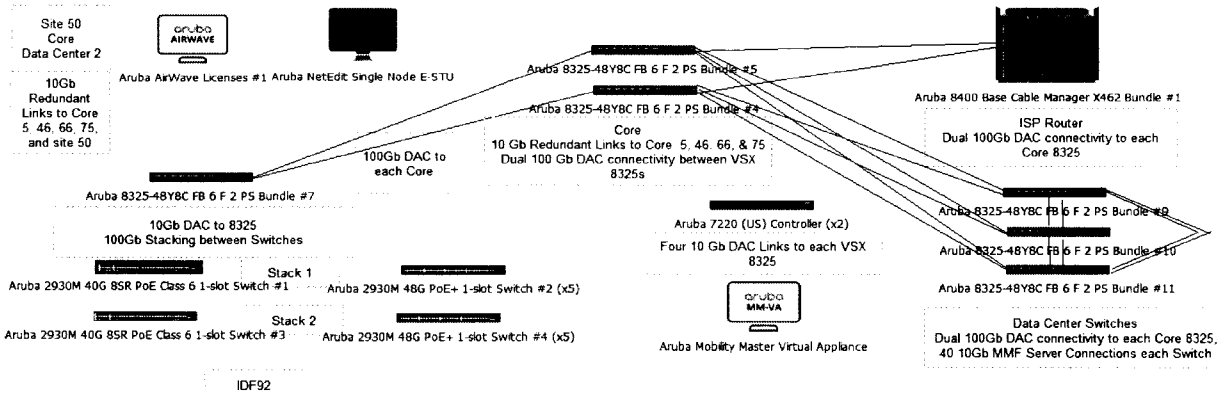 Site 50
Core
Data Center 2
aruba
AIRWAVE
Aruba AirWave Licenses #1
Aruba NetEdit Single Node E-STU
10Gb
Redundant
Links to Core
5, 46, 66, 75,
and site 50
Aruba 8325-48Y8C FB 6 F 2 PS Bundle #5
Aruba 8325-48Y8C FB 6 F 2 PS Bundle #4
Core
10 Gb Redundant Links to Core 5, 46. 66, & 75
Dual 100 Gb DAC connectivity between VSX
8325s
Aruba 8400 Base Cable Manager X462 Bundle #1
ISP Router
Dual 100Gb DAC connectivity to each
Core 8325
100Gb DAC to
each Core
Aruba 8325-48Y8C FB 6 F 2 PS Bundle #7
10Gb DAC to 8325
100Gb Stacking between Switches
Stack 1
Aruba 2930M 40G 8SR PoE Class 6 1-slot Switch #1
Aruba 2930M 48G PoE+ 1-slot Switch #2 (x5)
Stack 2
Aruba 2930M 40G 8SR PoE Class 6 1-slot Switch #3
Aruba 2930M 48G PoE+ 1-slot Switch #4 (x5)
IDF92
Aruba 7220 (US) Controller (x2)
Four 10 Gb DAC Links to each VSX
8325
aruba
MM-VA
Aruba Mobility Master Virtual Appliance
Aruba 8325-48Y8C FB 6 F 2 PS Bundle #9
Aruba 8325-48Y8C FB 6 F 2 PS Bundle #10
Aruba 8325-48Y8C FB 6 F 2 PS Bundle #11
Data Center Switches
Dual 100Gb DAC connectivity to each Core 8325,
40 10Gb MMF Server Connections each Switch